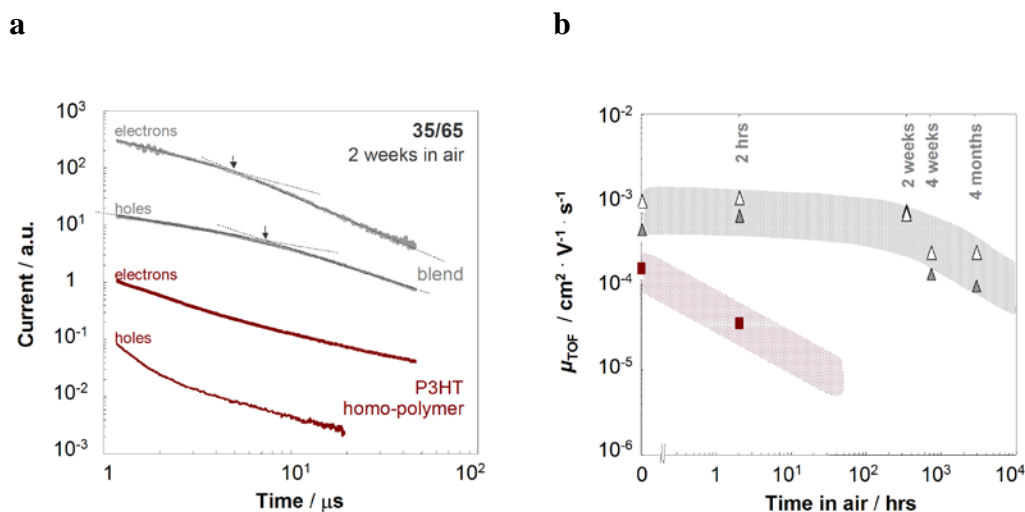 a
b
10³
10²
10¹
1
10⁻¹
10⁻²
10⁻³
Current / a.u.
electrons
35/65
2 weeks in air
holes
blend
electrons
holes
P3HT
homo-polymer
1
10¹
10²
Time / μs
10⁻²
10⁻³
10⁻⁴
10⁻⁵
10⁻⁶
μTOF / cm² · V⁻¹ · s⁻¹
2 hrs
2 weeks
4 weeks
4 months
0
1
10¹
10²
10³
10⁴
Time in air / hrs